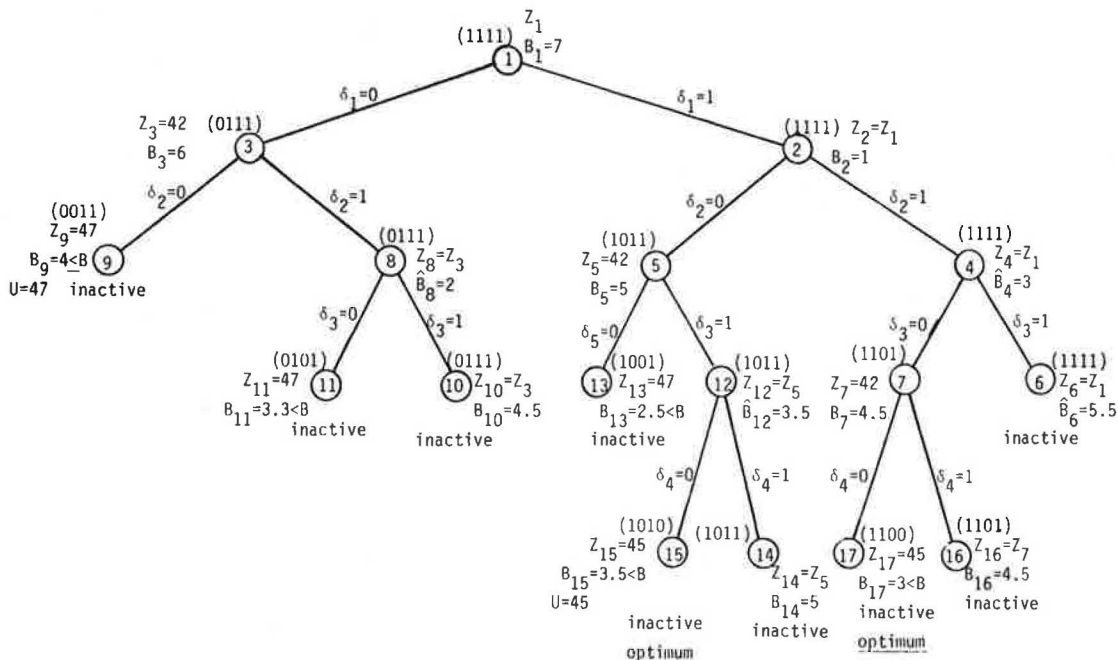 Z₁
(1111) B₁=7
1
δ₁=0
δ₁=1
Z₃=42 (0111)
B₃=6
3
(1111) Z₂=Z₁
B₂=1
2
δ₂=0
δ₂=1
δ₂=0
δ₂=1
(0011)
Z₉=47
B₉=4≤B
9
U=47 inactive
(0111)
Z₈=Z₃
B̂₈=2
8
(1011)
Z₅=42
B₅=5
5
(1111)
Z₄=Z₁
B̂₄=3
4
δ₃=0
δ₃=1
δ₅=0
δ₃=1
δ₃=0
δ₃=1
(0101)
Z₁₁=47
11
B₁₁=3.3<B
inactive
(0111)
10
Z₁₀=Z₃
B₁₀=4.5
inactive
(1001)
13
Z₁₃=47
B₁₃=2.5<B
inactive
(1011)
12
Z₁₂=Z₅
B̂₁₂=3.5
(1101)
Z₇=42
7
B₇=4.5
(1111)
6
Z₆=Z₁
B̂₆=5.5
inactive
δ₄=0
δ₄=1
δ₄=0
δ₄=1
(1010)
Z₁₅=45
15
B₁₅=3.5<B
U=45
inactive
optimum
(1011)
14
Z₁₄=Z₅
B₁₄=5
inactive
(1100)
17
Z₁₇=45
B₁₇=3<B
inactive
optimum
(1101)
16
Z₁₆=Z₇
B₁₆=4.5
inactive